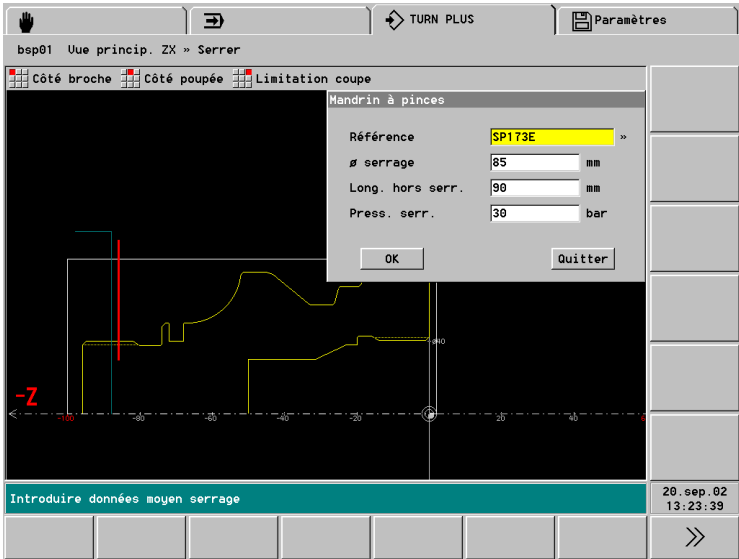 TURN PLUS
Paramètres
bsp01 Vue princip. ZX » Serrer
Côté broche Côté poupée Limitation coupe
Mandrin à pinces
Référence SP173E »
ø serrage 85 mm
Long. hors serr. 90 mm
Press. serr. 30 bar
OK Quitter
ø40
-Z
-100 -80 -60 -40 -20 20 40
Introduire données moyen serrage
20.sep.02
13:23:39